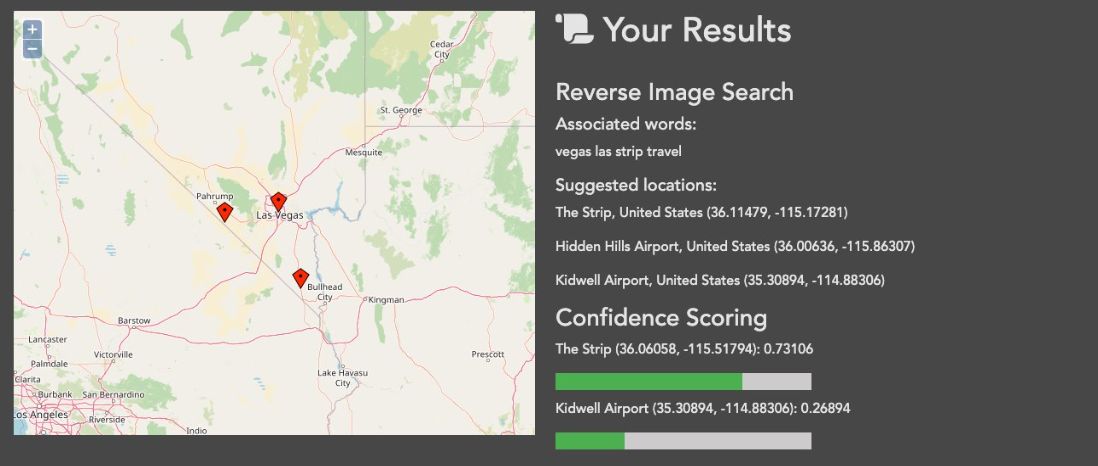 +
−
Cedar
City
St. George
Mesquite
Pahrump
Las Vegas
Bullhead
City
Kingman
Barstow
Lancaster
Palmdale
Victorville
Prescott
Lake Havasu
City
Clarita
Burbank
San Bernardino
Los Angeles
Riverside
Indio
Your Results
Reverse Image Search
Associated words:
vegas las strip travel
Suggested locations:
The Strip, United States (36.11479, -115.17281)
Hidden Hills Airport, United States (36.00636, -115.86307)
Kidwell Airport, United States (35.30894, -114.88306)
Confidence Scoring
The Strip (36.06058, -115.51794): 0.73106
Kidwell Airport (35.30894, -114.88306): 0.26894